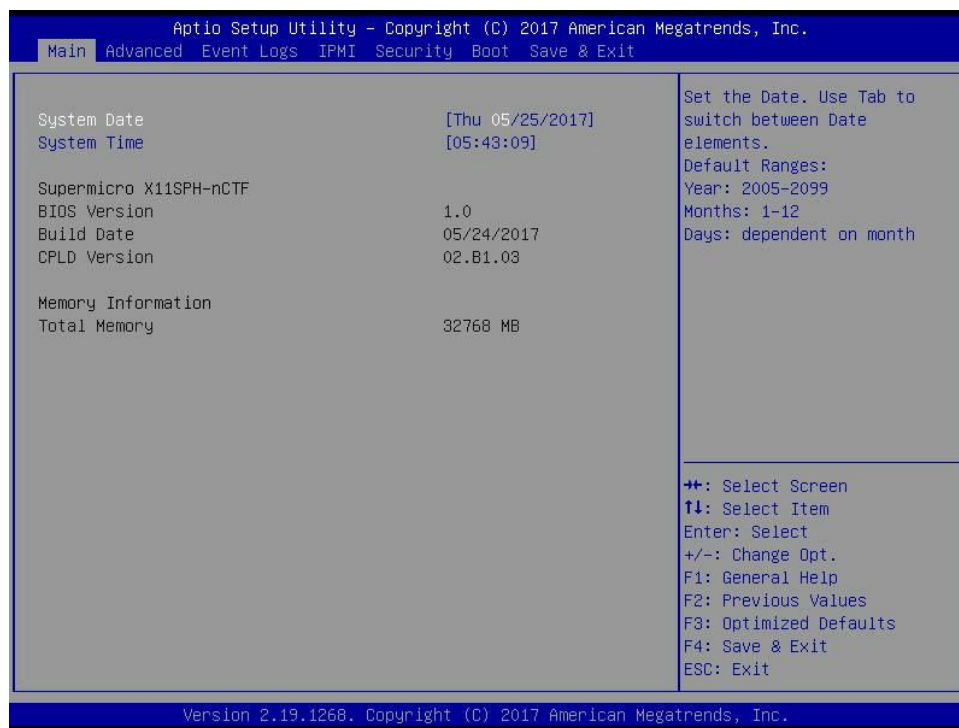 Aptio Setup Utility – Copyright (C) 2017 American Megatrends, Inc.
Main Advanced Event Logs IPMI Security Boot Save & Exit
System Date [Thu 05/25/2017]
System Time [05:43:09]
Supermicro X11SPH-nCTF
BIOS Version 1.0
Build Date 05/24/2017
CPLD Version 02.B1.03
Memory Information
Total Memory 32768 MB
Set the Date. Use Tab to
switch between Date
elements.
Default Ranges:
Year: 2005-2099
Months: 1-12
Days: dependent on month
→←: Select Screen
↑↓: Select Item
Enter: Select
+/-: Change Opt.
F1: General Help
F2: Previous Values
F3: Optimized Defaults
F4: Save & Exit
ESC: Exit
Version 2.19.1268. Copyright (C) 2017 American Megatrends, Inc.